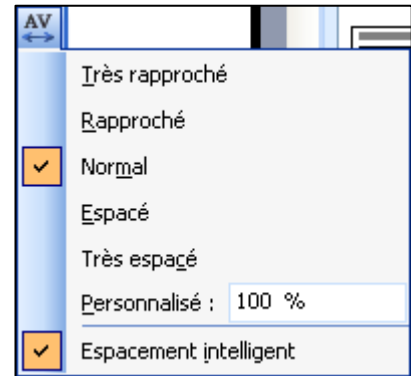 AV
Très rapproché
Rapproché
Normal
Espacé
Très espacé
Personnalisé : 100 %
Espacement intelligent